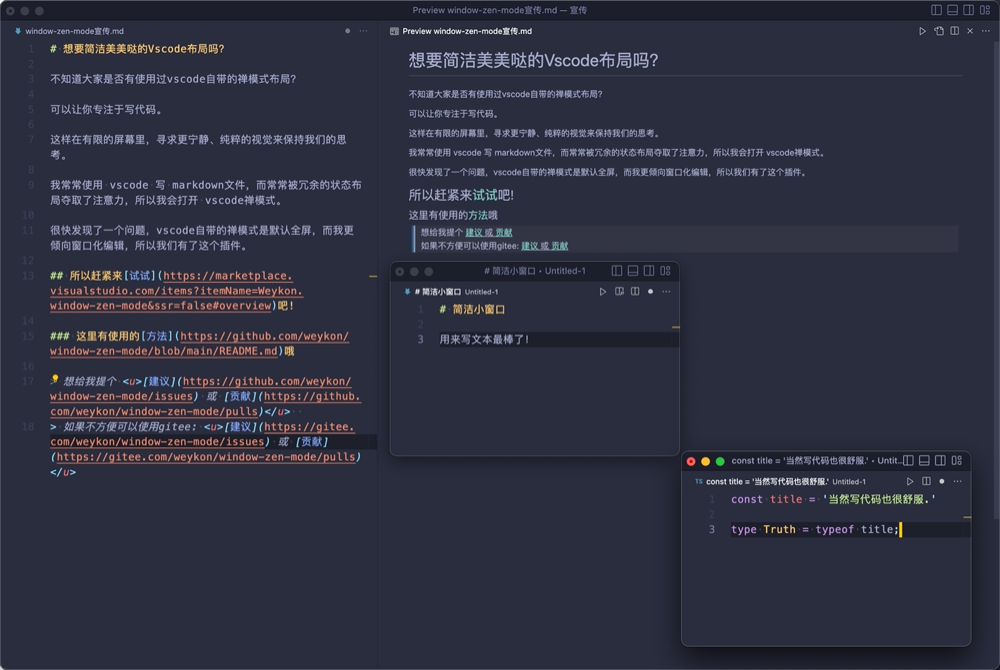 Preview window-zen-mode宣传.md — 宣传
window-zen-mode宣传.md
1 # 想要简洁美美哒的Vscode布局吗?
2
3 不知道大家是否有使用过vscode自带的禅模式布局?
4
5 可以让你专注于写代码。
6
7 这样在有限的屏幕里，寻求更宁静、纯粹的视觉来保持我们的思
考。
8
9 我常常使用 vscode 写 markdown文件，而常常被冗余的状态布
局夺取了注意力，所以我会打开 vscode禅模式。
10
11 很快发现了一个问题，vscode自带的禅模式是默认全屏，而我更
倾向窗口化编辑，所以我们有了这个插件。
12
13 ## 所以赶紧来[试试](https://marketplace.
visualstudio.com/items?itemName=Weykon.
window-zen-mode&ssr=false#overview)吧!
14
15 ### 这里有使用的[方法](https://github.com/weykon/
window-zen-mode/blob/main/README.md)哦
16
17 想给我提个 <u>[建议](https://github.com/weykon/
window-zen-mode/issues) 或 [贡献](https://github.
com/weykon/window-zen-mode/pulls)</u>
18 > 如果不方便可以使用gitee: <u>[建议](https://gitee.
com/weykon/window-zen-mode/issues) 或 [贡献]
(https://gitee.com/weykon/window-zen-mode/pulls)
</u>
Preview window-zen-mode宣传.md
想要简洁美美哒的Vscode布局吗?
不知道大家是否有使用过vscode自带的禅模式布局?
可以让你专注于写代码。
这样在有限的屏幕里，寻求更宁静、纯粹的视觉来保持我们的思考。
我常常使用 vscode 写 markdown文件，而常常被冗余的状态布局夺取了注意力，所以我会打开 vscode禅模式。
很快发现了一个问题，vscode自带的禅模式是默认全屏，而我更倾向窗口化编辑，所以我们有了这个插件。
所以赶紧来试试吧!
这里有使用的方法哦
想给我提个 建议 或 贡献
如果不方便可以使用gitee: 建议 或 贡献
# 简洁小窗口 • Untitled-1
# 简洁小窗口 Untitled-1
1 # 简洁小窗口
2
3 用来写文本最棒了!
const title = '当然写代码也很舒服.' • Untit...
TS const title = '当然写代码也很舒服.' Untitled-1
1 const title = '当然写代码也很舒服.'
2
3 type Truth = typeof title;